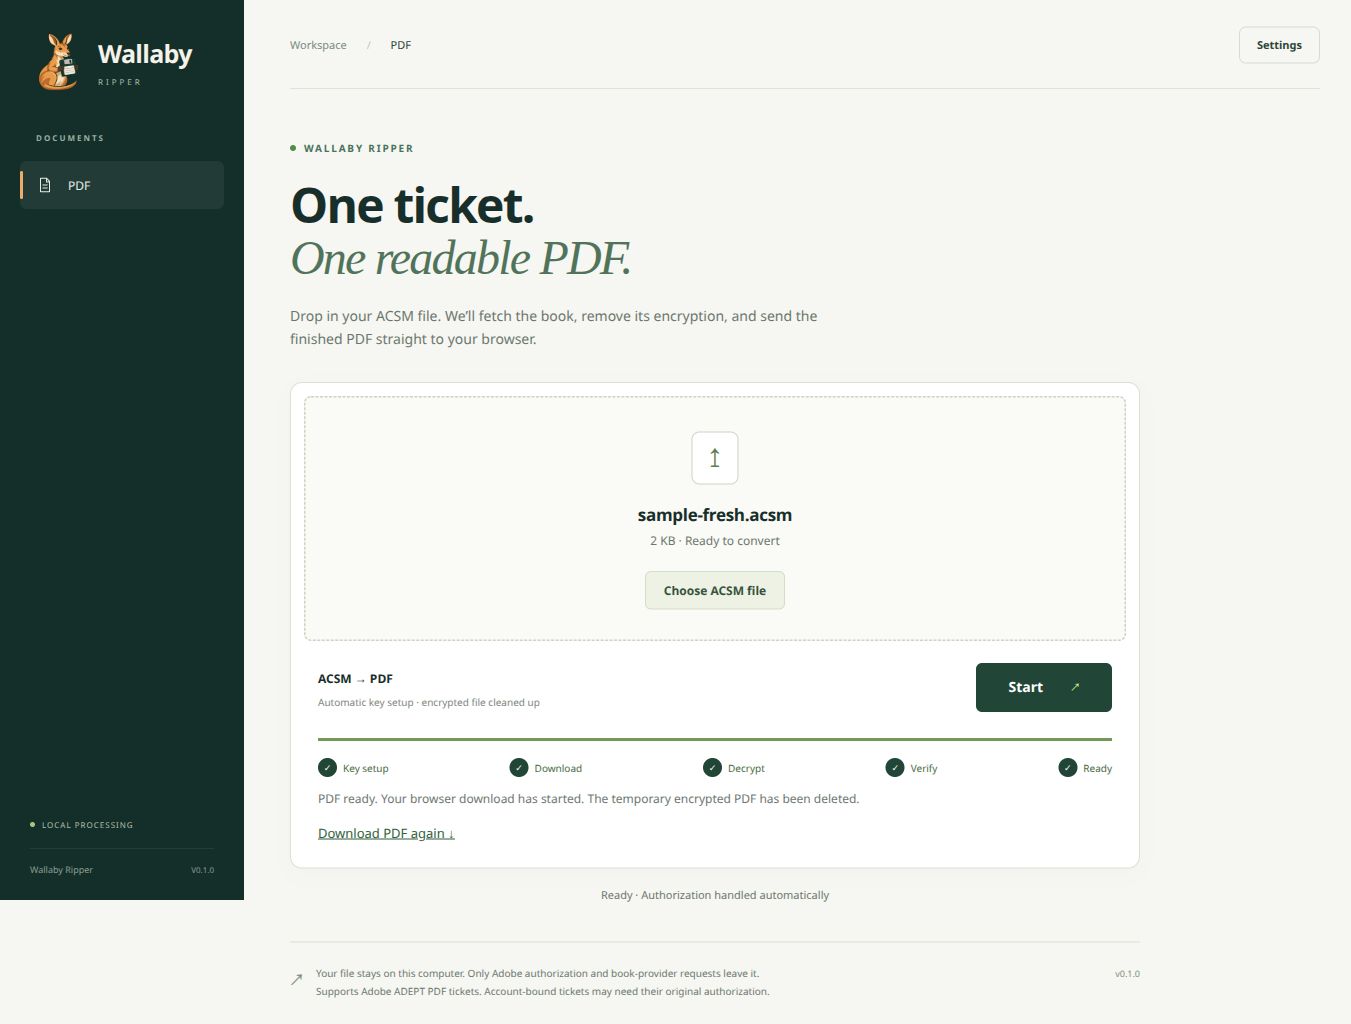 Wallaby
RIPPER
DOCUMENTS
PDF
LOCAL PROCESSING
Wallaby Ripper
V0.1.0
Workspace / PDF
Settings
WALLABY RIPPER
One ticket.
One readable PDF.
Drop in your ACSM file. We’ll fetch the book, remove its encryption, and send the
finished PDF straight to your browser.
↥
sample-fresh.acsm
2 KB · Ready to convert
Choose ACSM file
ACSM → PDF
Automatic key setup · encrypted file cleaned up
Start ↗
✓ Key setup ✓ Download ✓ Decrypt ✓ Verify ✓ Ready
PDF ready. Your browser download has started. The temporary encrypted PDF has been deleted.
Download PDF again ↓
Ready · Authorization handled automatically
↗ Your file stays on this computer. Only Adobe authorization and book-provider requests leave it.
Supports Adobe ADEPT PDF tickets. Account-bound tickets may need their original authorization.
v0.1.0